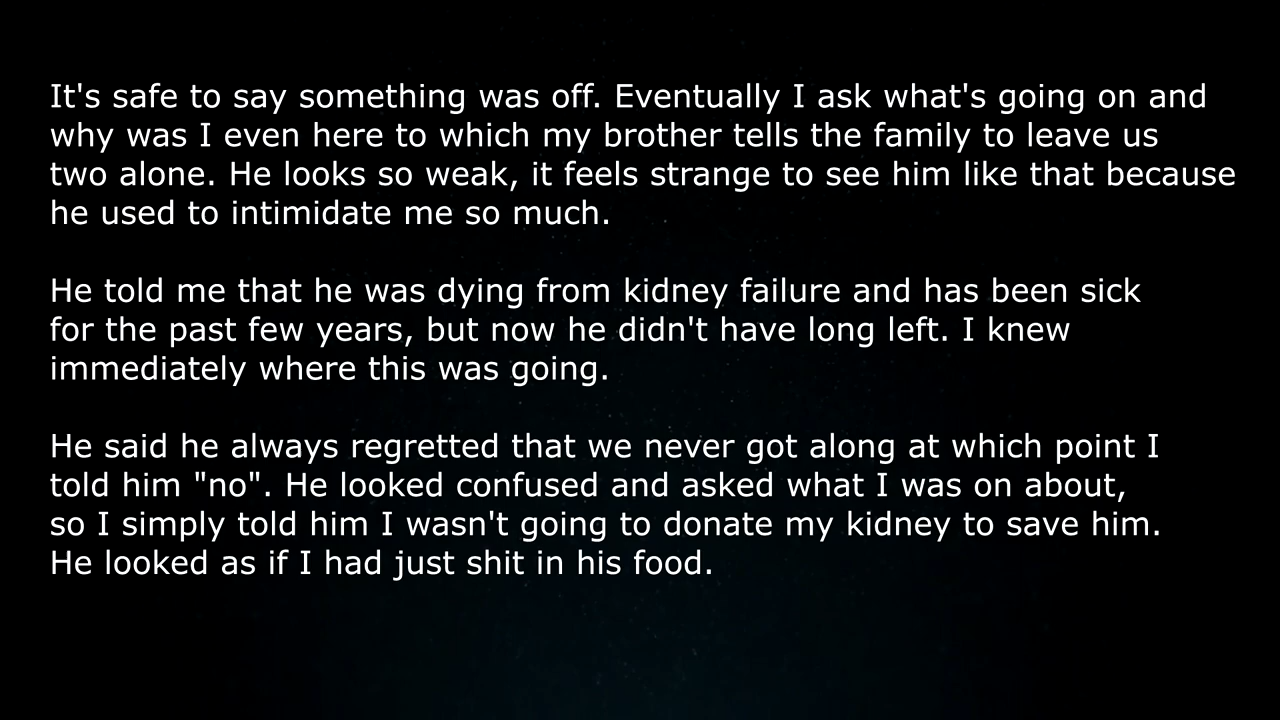 It's safe to say something was off. Eventually I ask what's going on and
why was I even here to which my brother tells the family to leave us
two alone. He looks so weak, it feels strange to see him like that because
he used to intimidate me so much.
He told me that he was dying from kidney failure and has been sick
for the past few years, but now he didn't have long left. I knew
immediately where this was going.
He said he always regretted that we never got along at which point I
told him "no". He looked confused and asked what I was on about,
so I simply told him I wasn't going to donate my kidney to save him.
He looked as if I had just shit in his food.